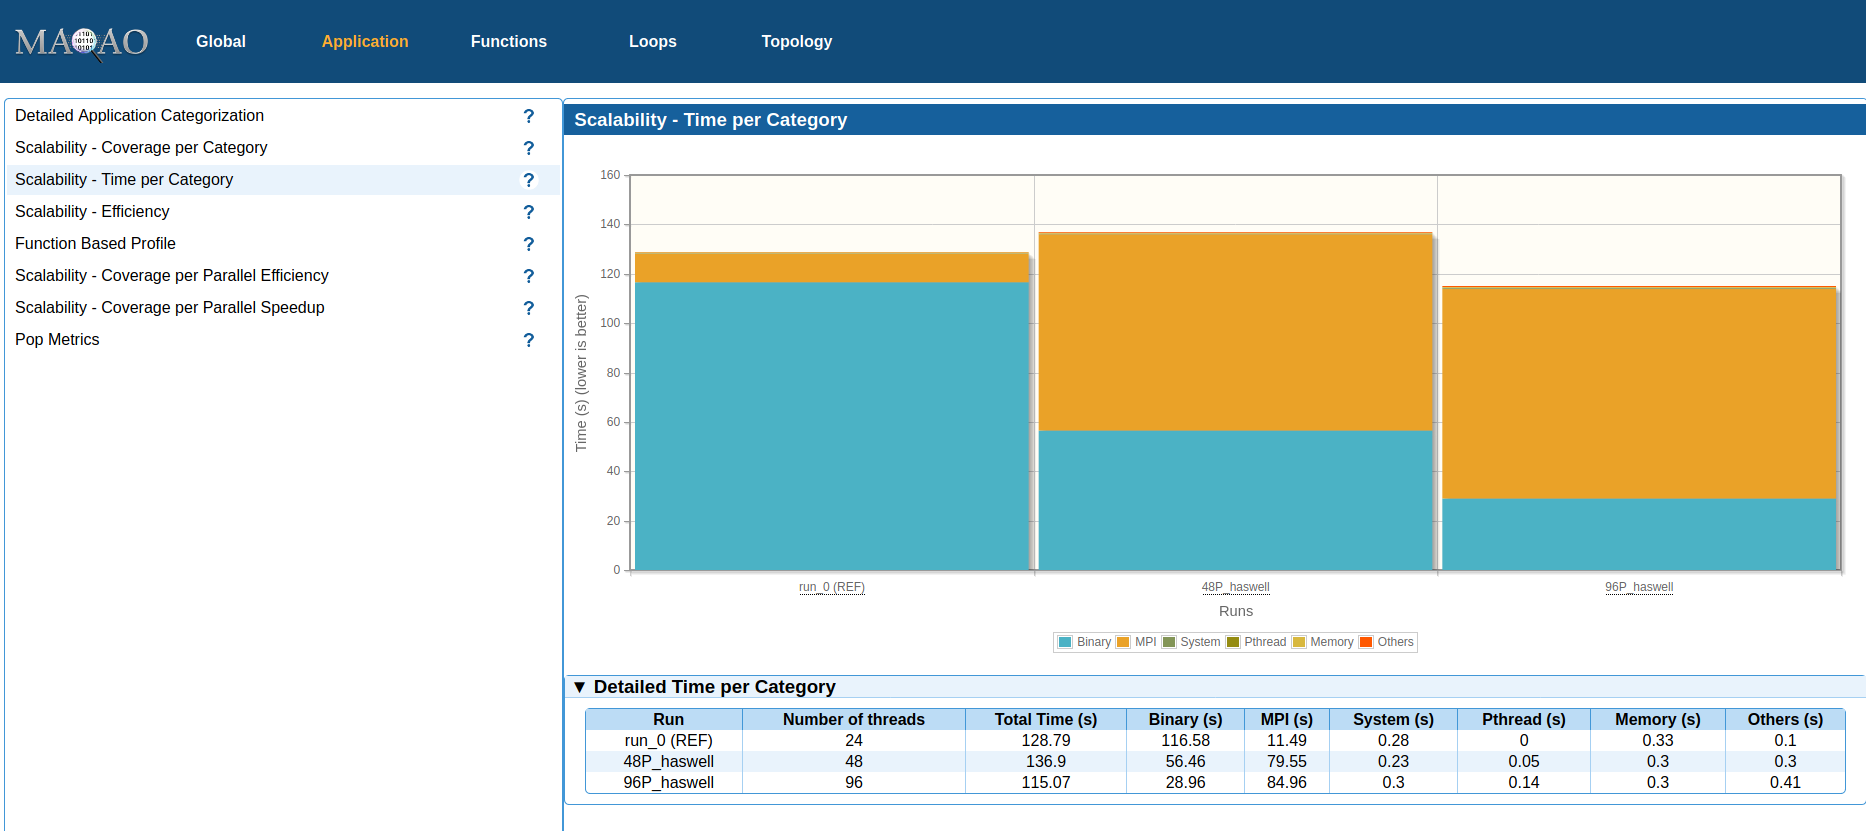 MAQAO
Global Application Functions Loops Topology
Detailed Application Categorization ?
Scalability - Coverage per Category ?
Scalability - Time per Category ?
Scalability - Efficiency ?
Function Based Profile ?
Scalability - Coverage per Parallel Efficiency ?
Scalability - Coverage per Parallel Speedup ?
Pop Metrics ?
Scalability - Time per Category
160
140
120
100
80
60
40
20
0
Time (s) (lower is better)
run_0 (REF) 48P_haswell 96P_haswell
Runs
Binary MPI System Pthread Memory Others
▼ Detailed Time per Category
Run Number of threads Total Time (s) Binary (s) MPI (s) System (s) Pthread (s) Memory (s) Others (s)
run_0 (REF) 24 128.79 116.58 11.49 0.28 0 0.33 0.1
48P_haswell 48 136.9 56.46 79.55 0.23 0.05 0.3 0.3
96P_haswell 96 115.07 28.96 84.96 0.3 0.14 0.3 0.41